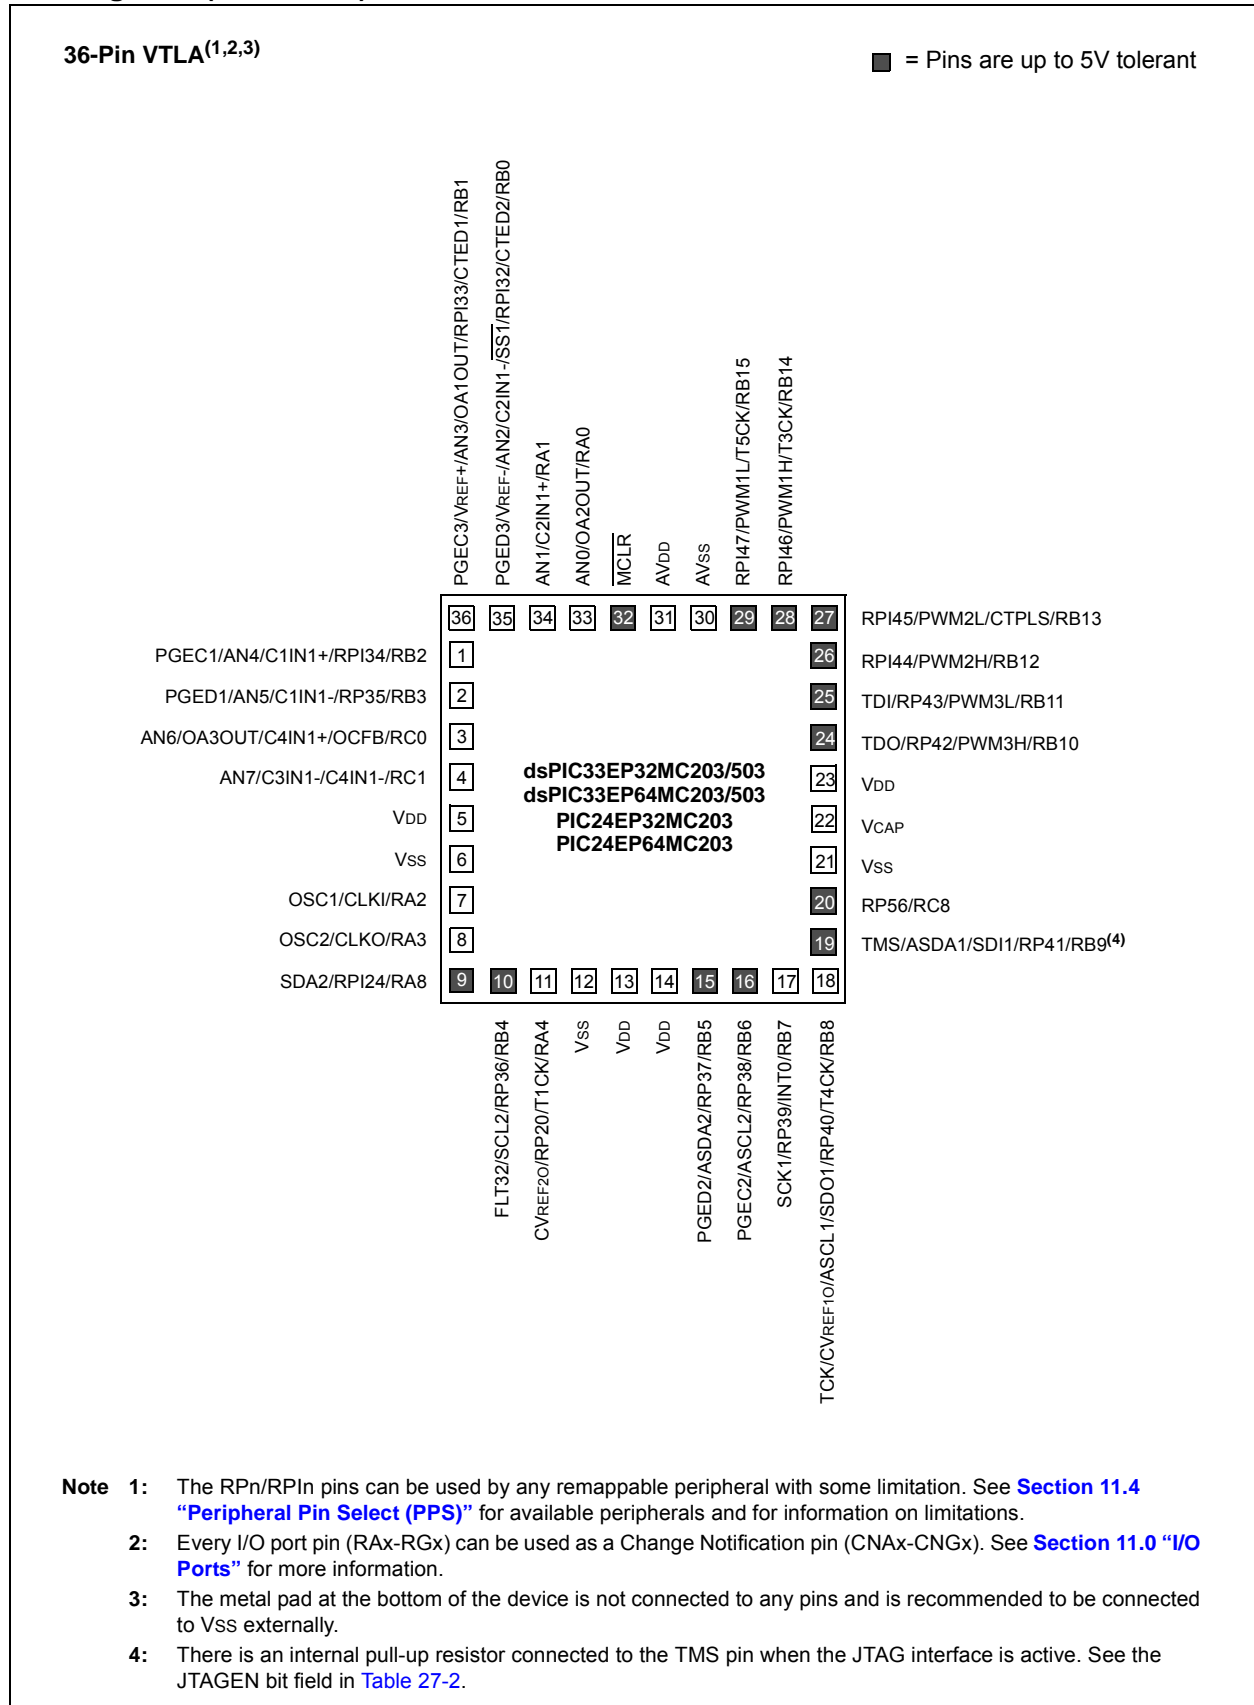 36-Pin VTLA(1,2,3)
= Pins are up to 5V tolerant
PGEC3/VREF+/AN3/OA1OUT/RPI33/CTED1/RB1
PGED3/VREF-/AN2/C2IN1-/SS1/RPI32/CTED2/RB0
AN1/C2IN1+/RA1
AN0/OA2OUT/RA0
MCLR
AVDD
AVSS
RPI47/PWM1L/T5CK/RB15
RPI46/PWM1H/T3CK/RB14
36 35 34 33 32 31 30 29 28 27 RPI45/PWM2L/CTPLS/RB13
PGEC1/AN4/C1IN1+/RPI34/RB2 1 26 RPI44/PWM2H/RB12
PGED1/AN5/C1IN1-/RP35/RB3 2 25 TDI/RP43/PWM3L/RB11
AN6/OA3OUT/C4IN1+/OCFB/RC0 3 24 TDO/RP42/PWM3H/RB10
AN7/C3IN1-/C4IN1-/RC1 4 23 VDD
VDD 5 22 VCAP
VSS 6 21 VSS
OSC1/CLKI/RA2 7 20 RP56/RC8
OSC2/CLKO/RA3 8 19 TMS/ASDA1/SDI1/RP41/RB9(4)
SDA2/RPI24/RA8 9 10 11 12 13 14 15 16 17 18
dsPIC33EP32MC203/503
dsPIC33EP64MC203/503
PIC24EP32MC203
PIC24EP64MC203
FLT32/SCL2/RP36/RB4
CVREF2O/RP20/T1CK/RA4
VSS
VDD
VDD
PGED2/ASDA2/RP37/RB5
PGEC2/ASCL2/RP38/RB6
SCK1/RP39/INT0/RB7
TCK/CVREF1O/ASCL1/SDO1/RP40/T4CK/RB8
Note 1: The RPn/RPIn pins can be used by any remappable peripheral with some limitation. See Section 11.4
“Peripheral Pin Select (PPS)” for available peripherals and for information on limitations.
2: Every I/O port pin (RAx-RGx) can be used as a Change Notification pin (CNAx-CNGx). See Section 11.0 “I/O
Ports” for more information.
3: The metal pad at the bottom of the device is not connected to any pins and is recommended to be connected
to VSS externally.
4: There is an internal pull-up resistor connected to the TMS pin when the JTAG interface is active. See the
JTAGEN bit field in Table 27-2.